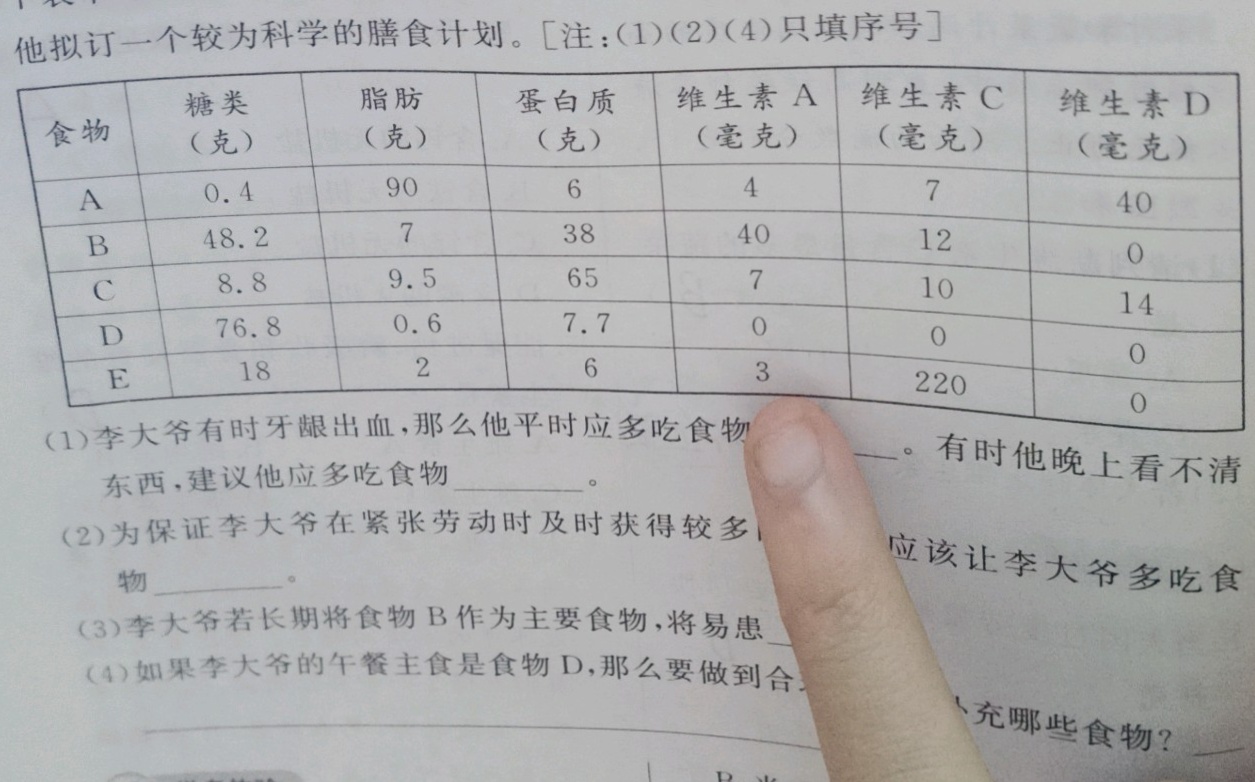 他拟订一个较为科学的膳食计划。[注:(1)(2)(4)只填序号]
食物 糖类(克) 脂肪(克) 蛋白质(克) 维生素 A(毫克) 维生素 C(毫克) 维生素 D(毫克)
A 0.4 90 6 4 7 40
B 48.2 7 38 40 12 0
C 8.8 9.5 65 7 10 14
D 76.8 0.6 7.7 0 0 0
E 18 2 6 3 220 0
(1)李大爷有时牙龈出血,那么他平时应多吃食物 ____。有时他晚上看不清
东西,建议他应多吃食物________。
(2)为保证李大爷在紧张劳动时及时获得较多 应该让李大爷多吃食
物________。
(3)李大爷若长期将食物 B 作为主要食物,将易患__
(4)如果李大爷的午餐主食是食物 D,那么要做到合 充哪些食物? __